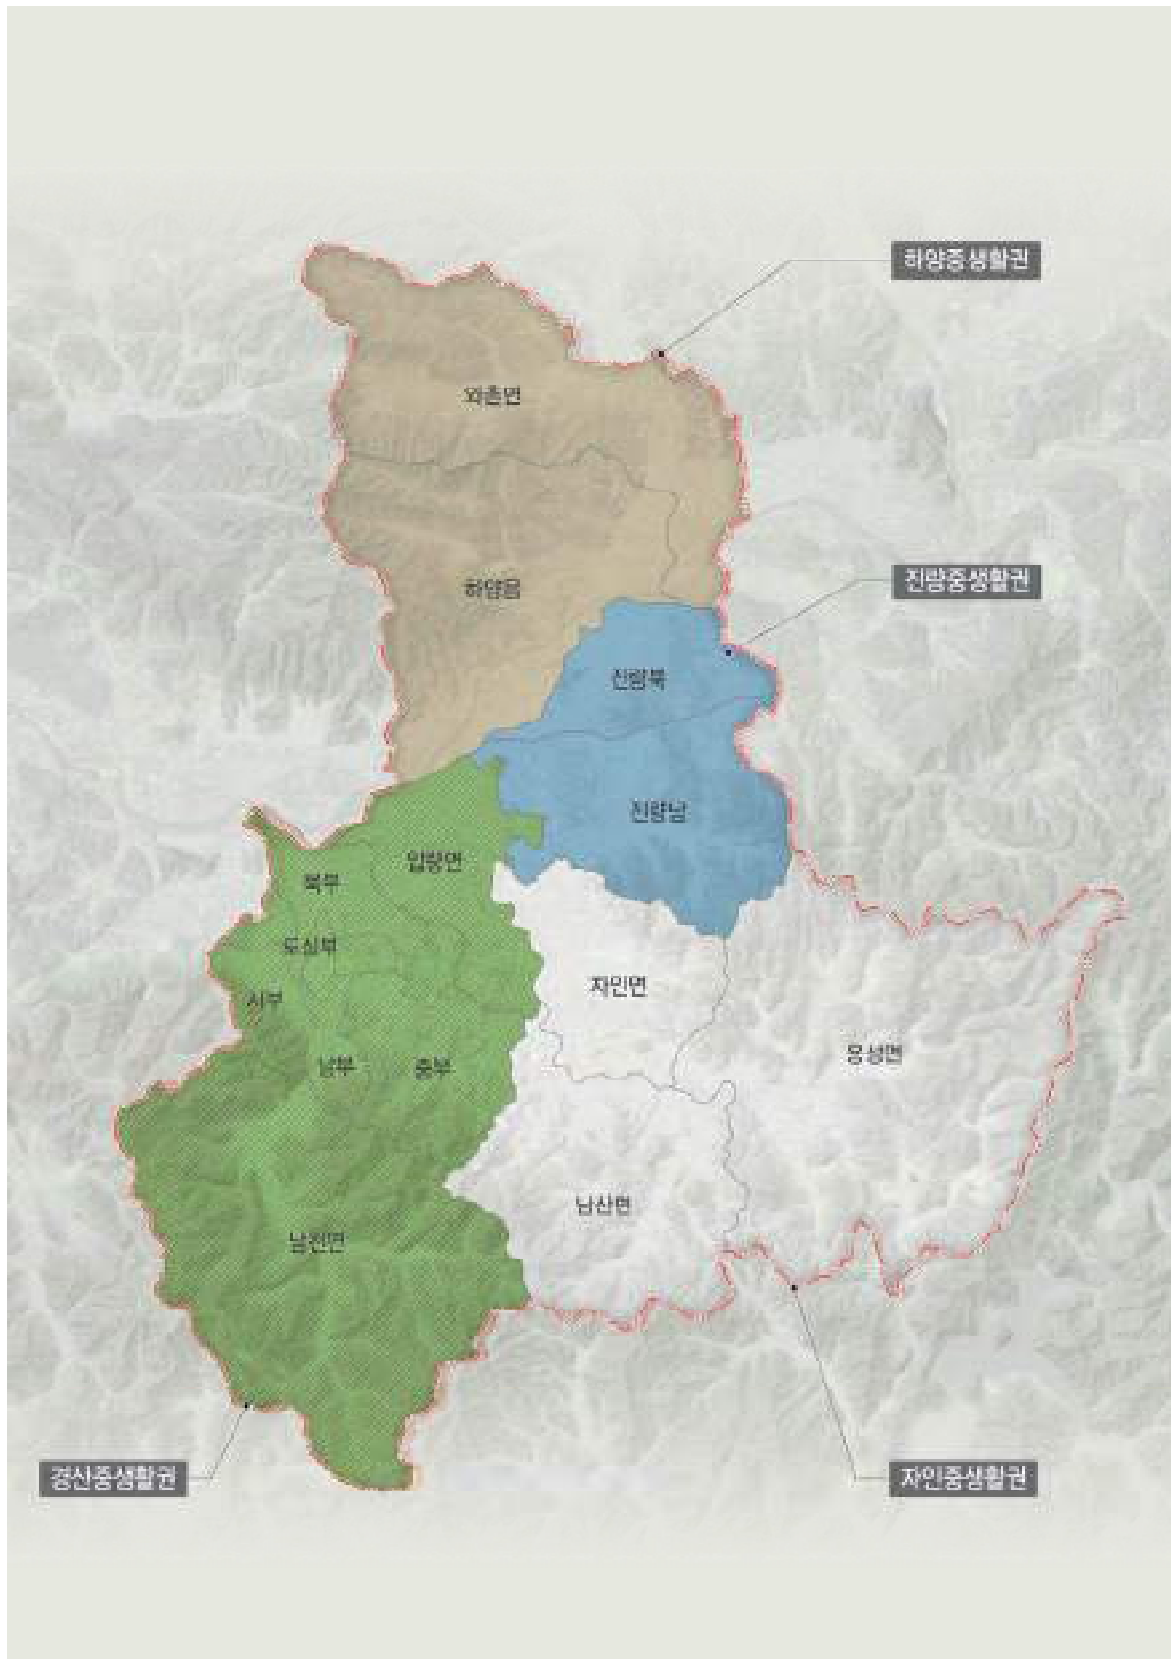 하양중생활권
와촌면
진량중생활권
하양읍
진량북
진량남
압량면
북부
도심부
자인면
서부
용성면
남부
중부
남산면
남천면
경산중생활권
자인중생활권